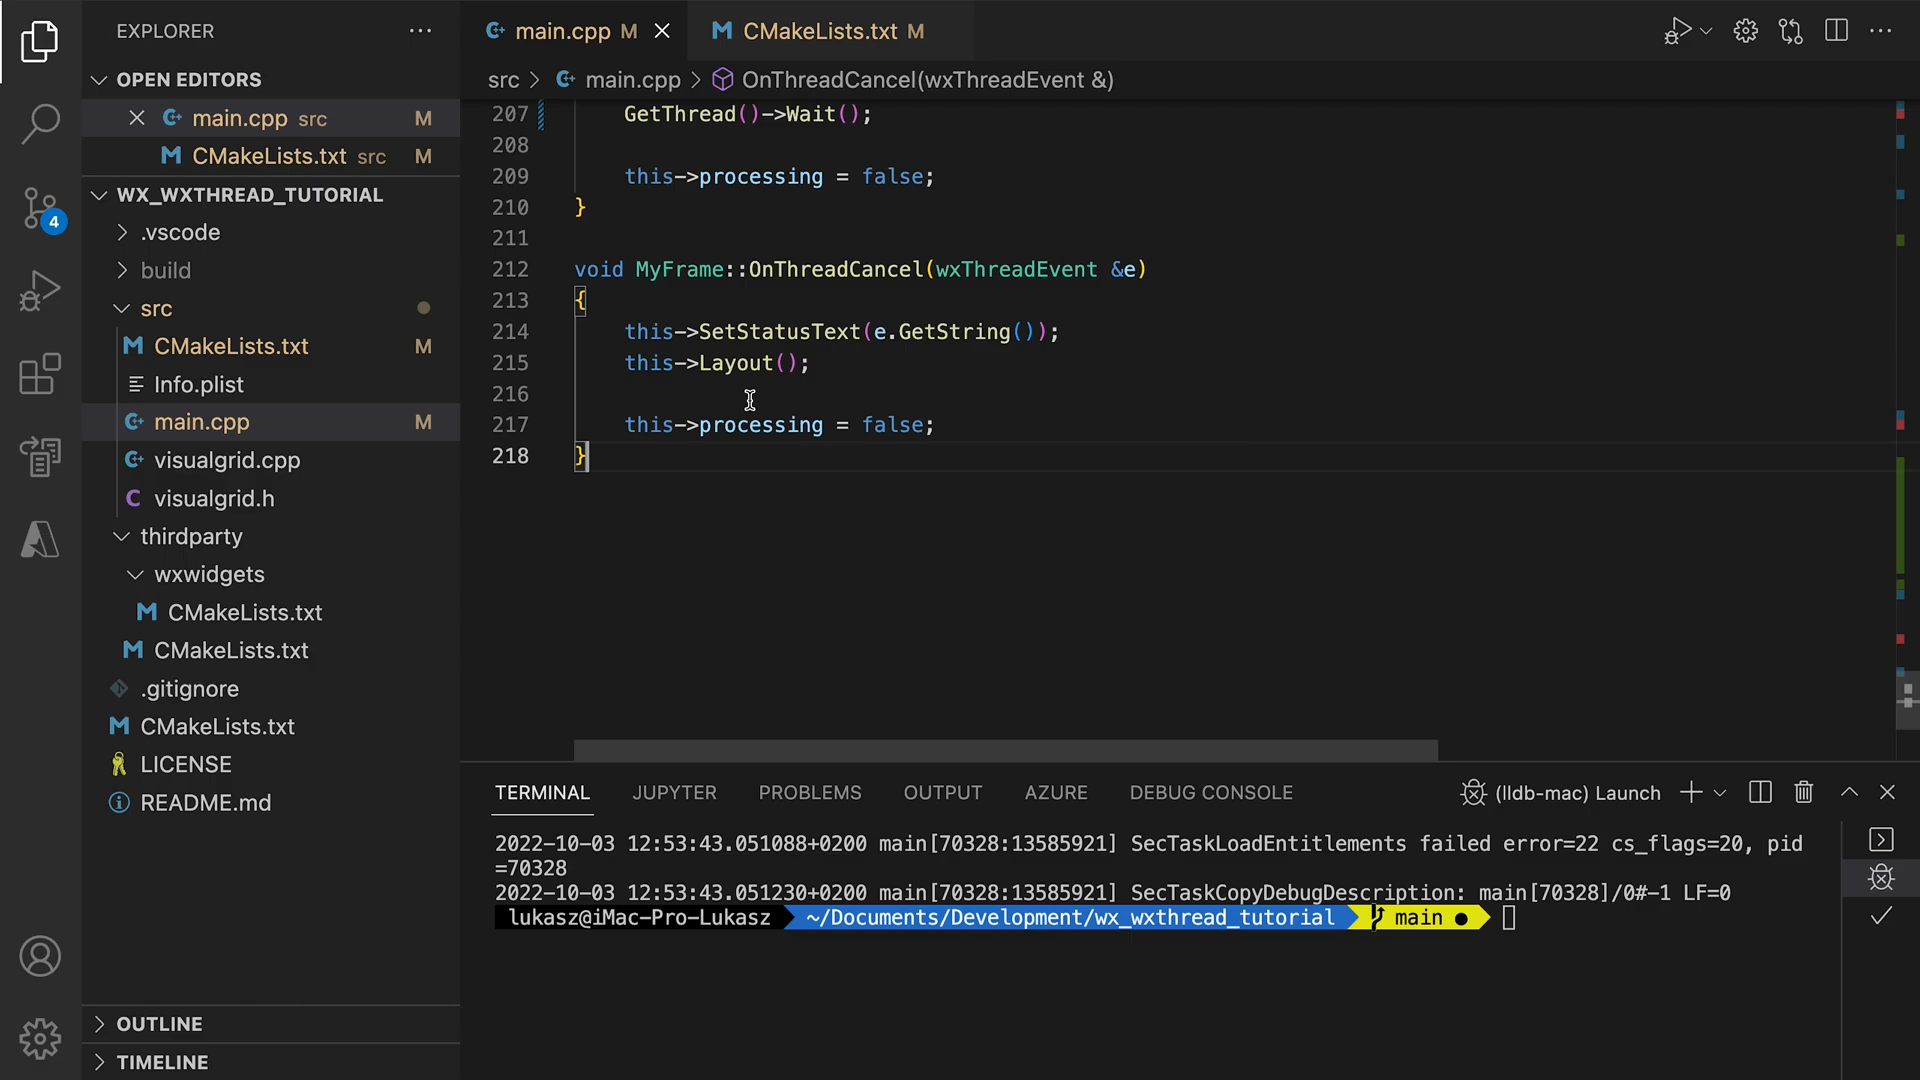 EXPLORER
OPEN EDITORS
main.cpp src M
CMakeLists.txt src M
WX_WXTHREAD_TUTORIAL
.vscode
build
src
CMakeLists.txt M
Info.plist
main.cpp M
visualgrid.cpp
visualgrid.h
thirdparty
wxwidgets
CMakeLists.txt
CMakeLists.txt
.gitignore
CMakeLists.txt
LICENSE
README.md
OUTLINE
TIMELINE
4
main.cpp M
CMakeLists.txt M
src > main.cpp > OnThreadCancel(wxThreadEvent &)
207 GetThread()->Wait();
208
209 this->processing = false;
210 }
211
212 void MyFrame::OnThreadCancel(wxThreadEvent &e)
213 {
214 this->SetStatusText(e.GetString());
215 this->Layout();
216
217 this->processing = false;
218 }
TERMINAL JUPYTER PROBLEMS OUTPUT AZURE DEBUG CONSOLE
(lldb-mac) Launch
2022-10-03 12:53:43.051088+0200 main[70328:13585921] SecTaskLoadEntitlements failed error=22 cs_flags=20, pid
=70328
2022-10-03 12:53:43.051230+0200 main[70328:13585921] SecTaskCopyDebugDescription: main[70328]/0#-1 LF=0
lukasz@iMac-Pro-Lukasz ~/Documents/Development/wx_wxthread_tutorial main ●